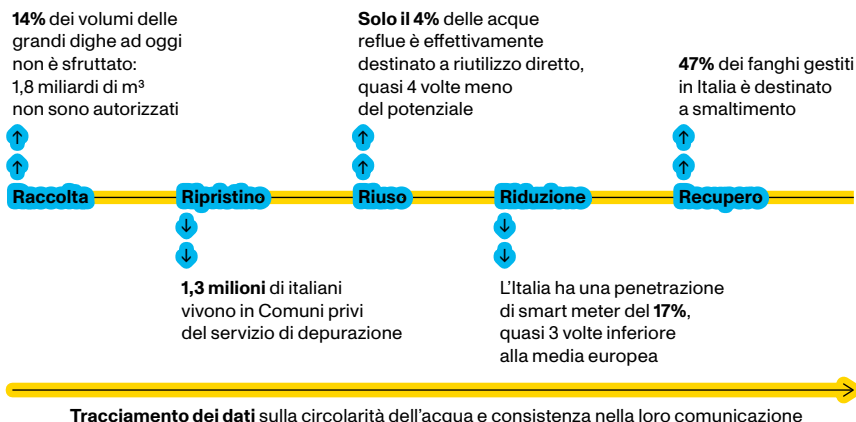 14% dei volumi delle
grandi dighe ad oggi
non è sfruttato:
1,8 miliardi di m³
non sono autorizzati
Solo il 4% delle acque
reflue è effettivamente
destinato a riutilizzo diretto,
quasi 4 volte meno
del potenziale
47% dei fanghi gestiti
in Italia è destinato
a smaltimento
Raccolta
Ripristino
Riuso
Riduzione
Recupero
1,3 milioni di italiani
vivono in Comuni privi
del servizio di depurazione
L'Italia ha una penetrazione
di smart meter del 17%,
quasi 3 volte inferiore
alla media europea
Tracciamento dei dati sulla circolarità dell'acqua e consistenza nella loro comunicazione